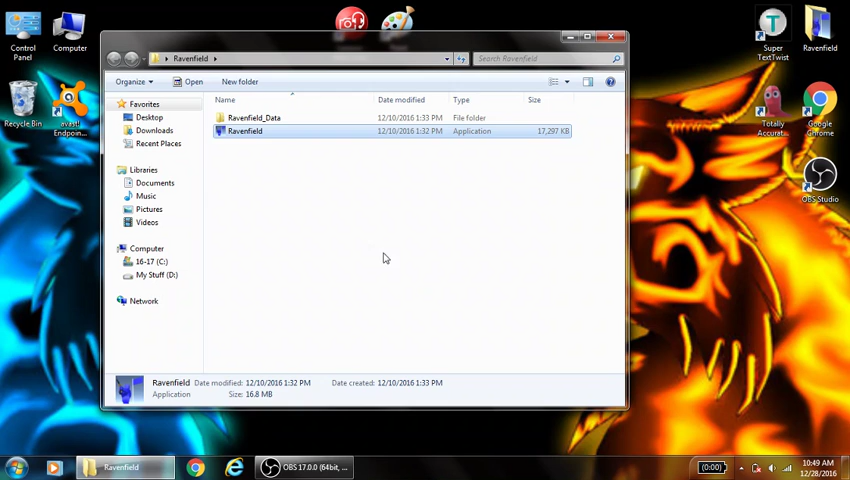 Control
Panel
Computer
Recycle Bin
avast!
Endpoin...
Super
TextTwist
Ravenfield
Totally
Accurat...
Google
Chrome
OBS Studio
Ravenfield
Search Ravenfield
Organize
Open
New folder
Name
Date modified
Type
Size
Favorites
Desktop
Downloads
Recent Places
Libraries
Documents
Music
Pictures
Videos
Computer
16-17 (C:)
My Stuff (D:)
Network
Ravenfield_Data 12/10/2016 1:33 PM File folder
Ravenfield 12/10/2016 1:32 PM Application 17,297 KB
Ravenfield Date modified: 12/10/2016 1:32 PM Date created: 12/10/2016 1:33 PM
Application Size: 16.8 MB
Ravenfield
OBS 17.0.0 (64bit, ...
(0:00)
10:49 AM
12/28/2016